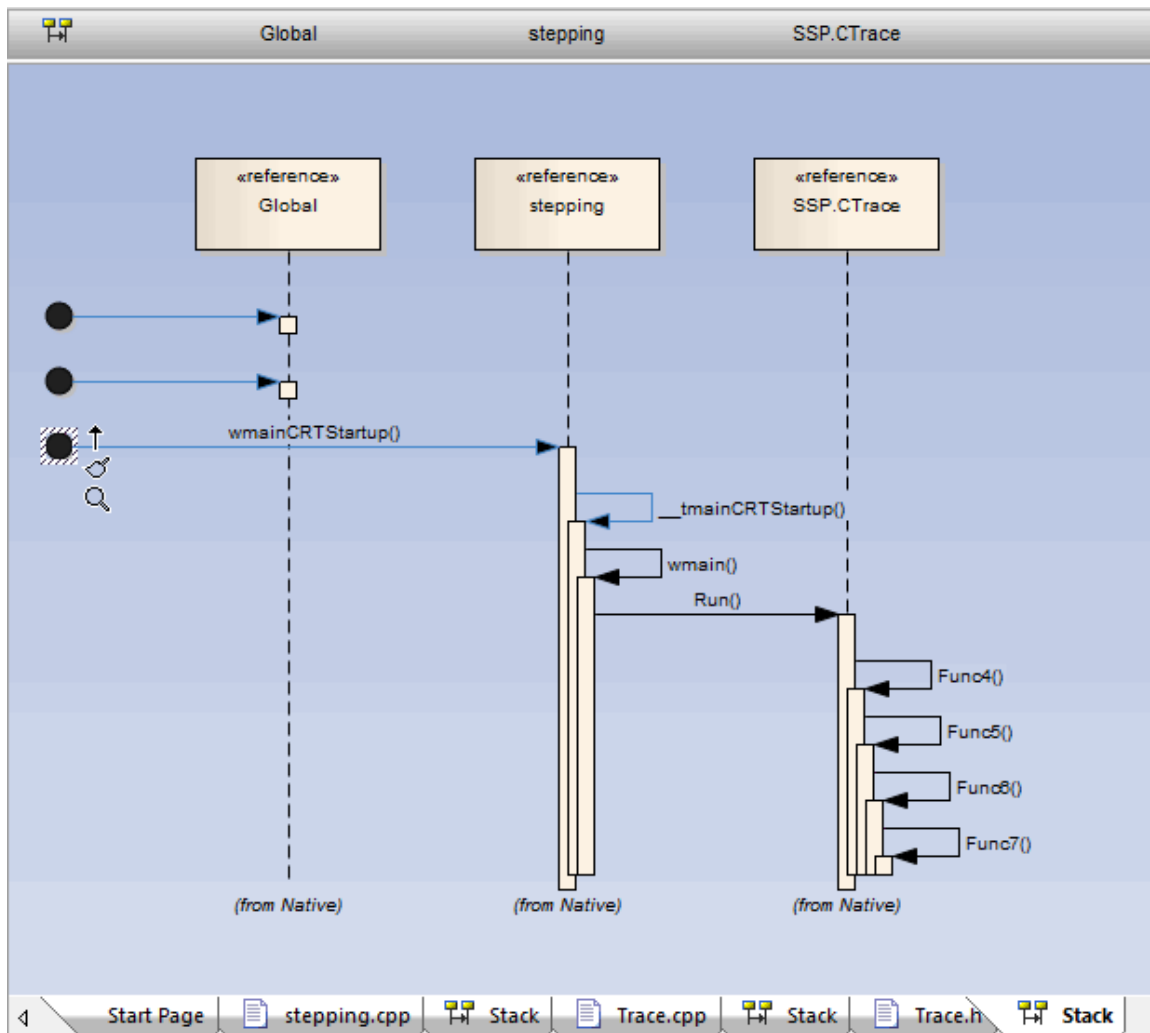 Global stepping SSP.CTrace
«reference» «reference» «reference»
Global stepping SSP.CTrace
wmainCRTStartup()
__tmainCRTStartup()
wmain()
Run()
Func4()
Func5()
Func6()
Func7()
(from Native) (from Native) (from Native)
Start Page stepping.cpp Stack Trace.cpp Stack Trace.h Stack